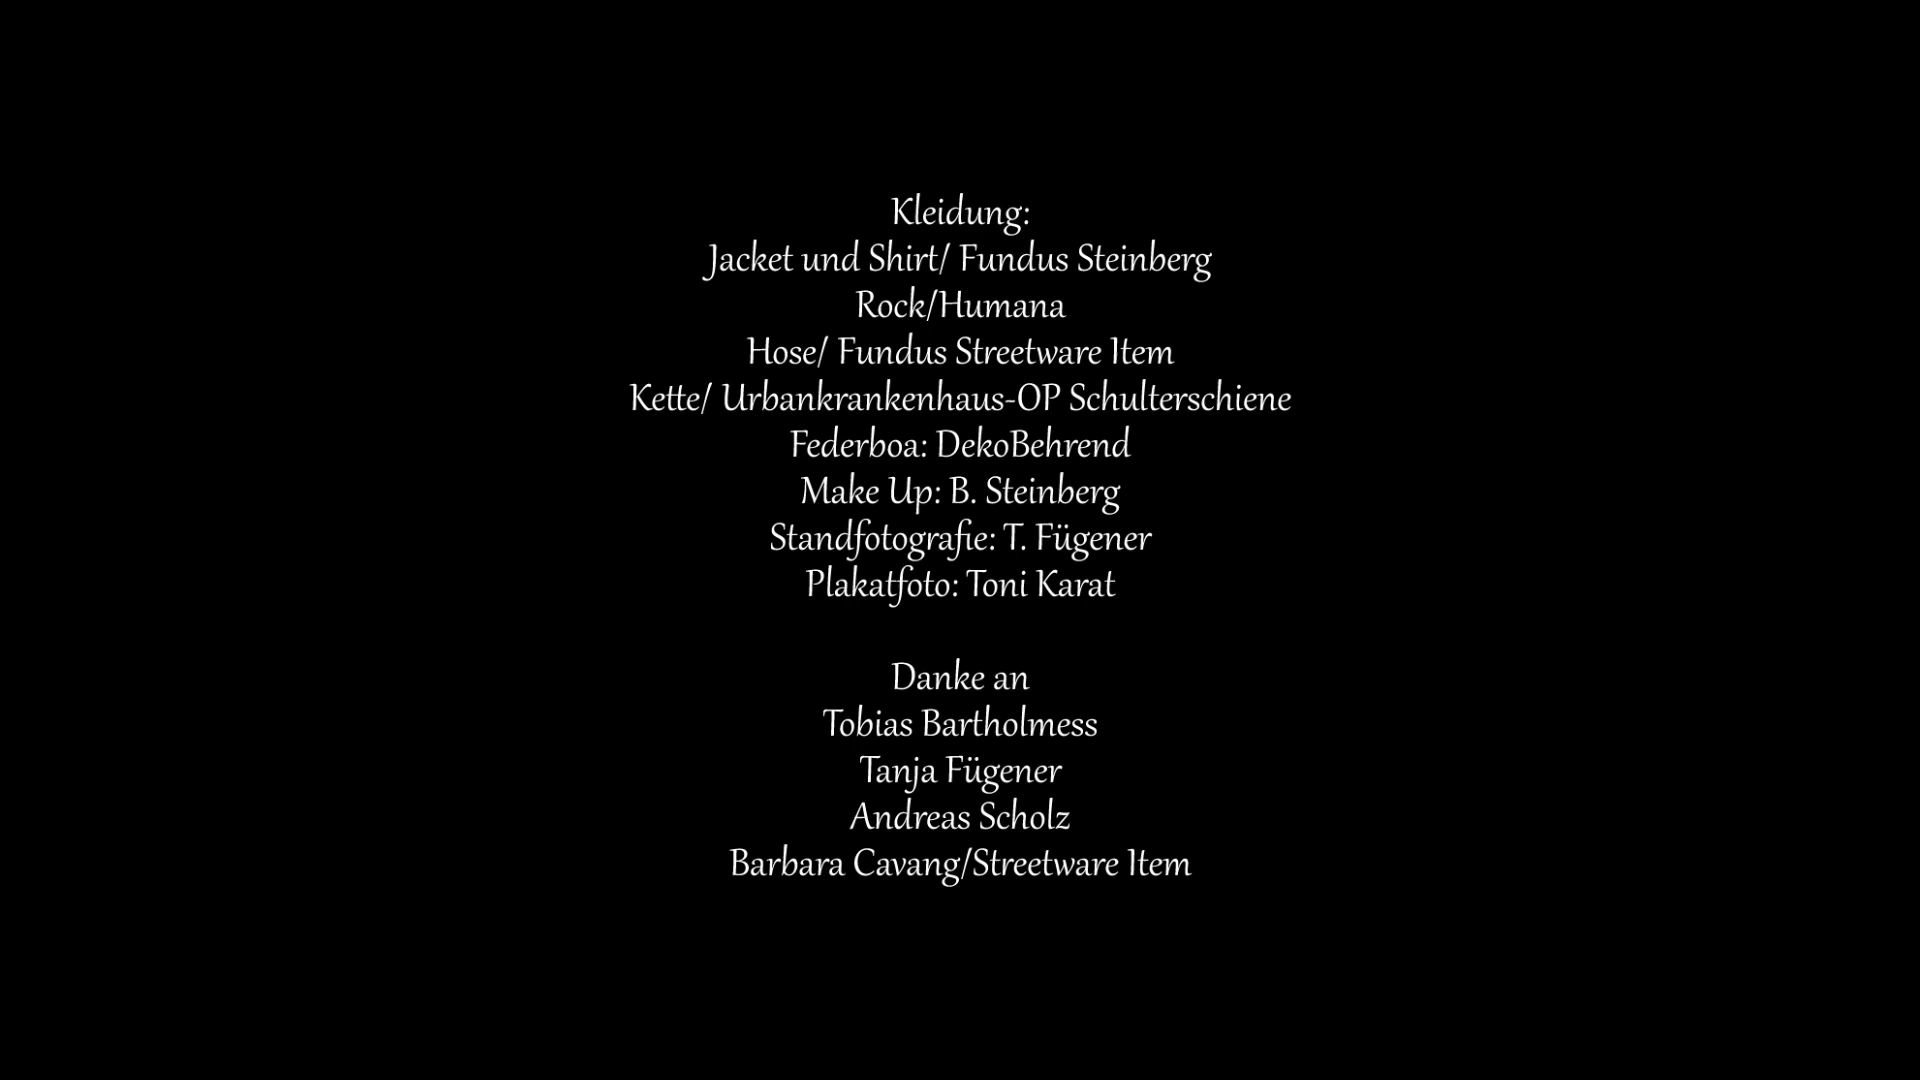 Kleidung:
Jacket und Shirt/ Fundus Steinberg
Rock/Humana
Hose/ Fundus Streetware Item
Kette/ Urbankrankenhaus-OP Schulterschiene
Federboa: DekoBehrend
Make Up: B. Steinberg
Standfotografie: T. Fügener
Plakatfoto: Toni Karat
Danke an
Tobias Bartholmess
Tanja Fügener
Andreas Scholz
Barbara Cavang/Streetware Item